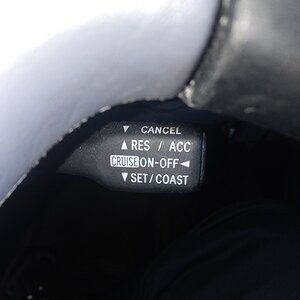 ▼ CANCEL
▲ RES / ACC
CRUISE ON-OFF ◄
▼ SET/COAST